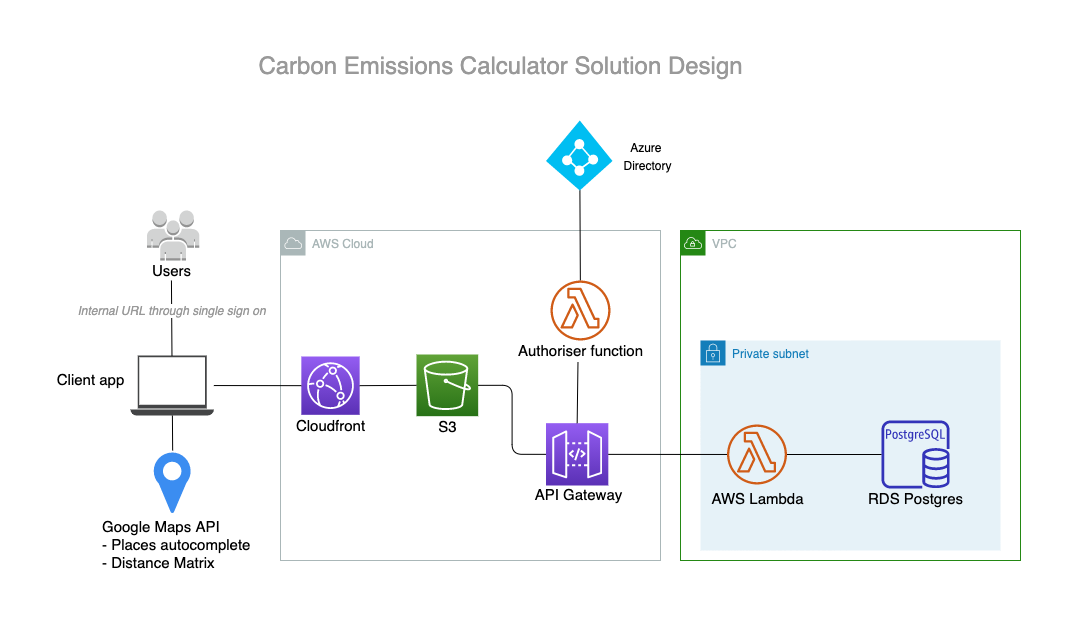 Carbon Emissions Calculator Solution Design
Azure
Directory
Users
AWS Cloud
VPC
Internal URL through single sign on
Authoriser function
Private subnet
Client app
Cloudfront
S3
PostgreSQL
API Gateway
AWS Lambda
RDS Postgres
Google Maps API
- Places autocomplete
- Distance Matrix